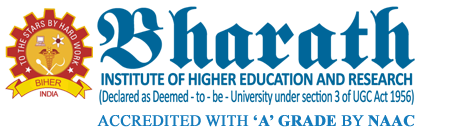 TO THE STARS BY HARD WORK
BIHER
INDIA
Bharath
INSTITUTE OF HIGHER EDUCATION AND RESEARCH
(Declared as Deemed - to - be - University under section 3 of UGC Act 1956)
ACCREDITED WITH ‘A’ GRADE BY NAAC